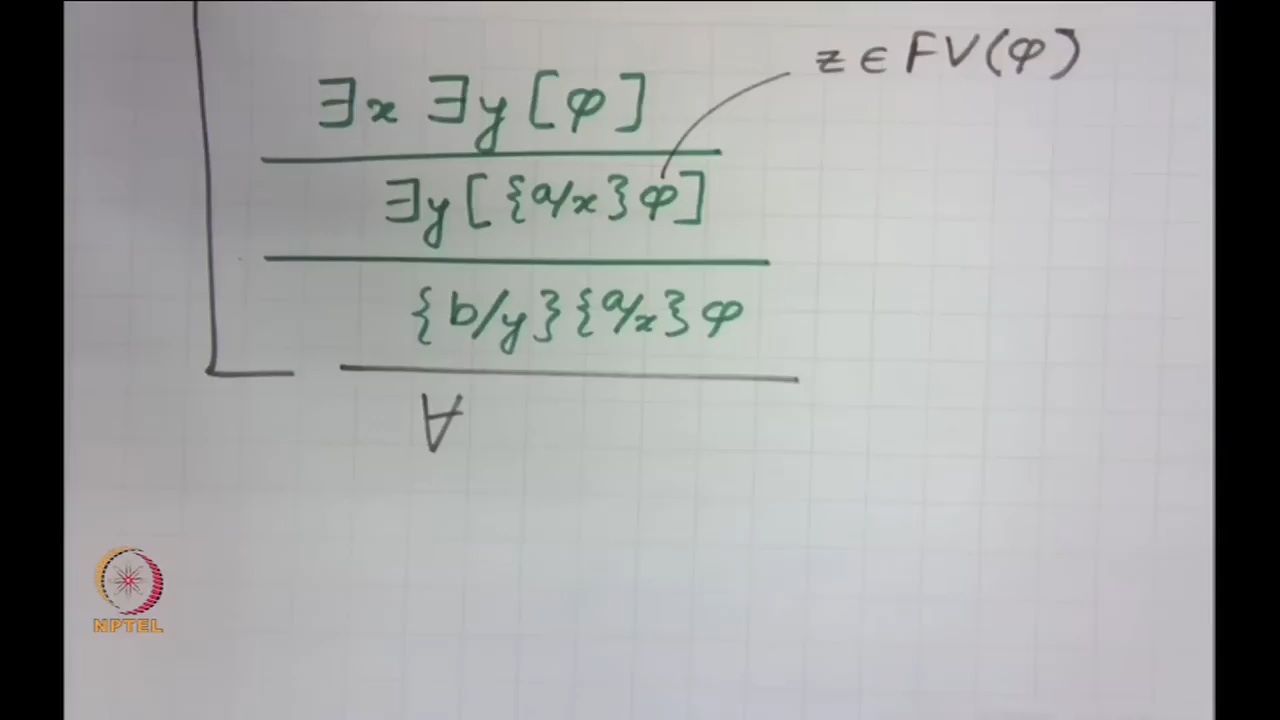 z ∈ FV(φ)
∃x ∃y [φ]
∃y [{a/x}φ]
{b/y}{a/x}φ
∀
NPTEL